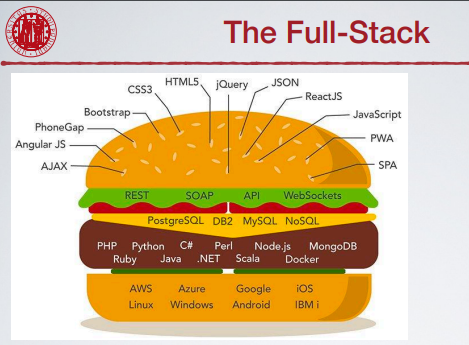 The Full-Stack
HTML5 jQuery JSON
CSS3 ReactJS
Bootstrap JavaScript
PhoneGap PWA
Angular JS
AJAX SPA
REST SOAP API WebSockets
PostgreSQL DB2 MySQL NoSQL
PHP Python C# Perl Node.js MongoDB
Ruby Java .NET Scala Docker
AWS Azure Google iOS
Linux Windows Android IBM i